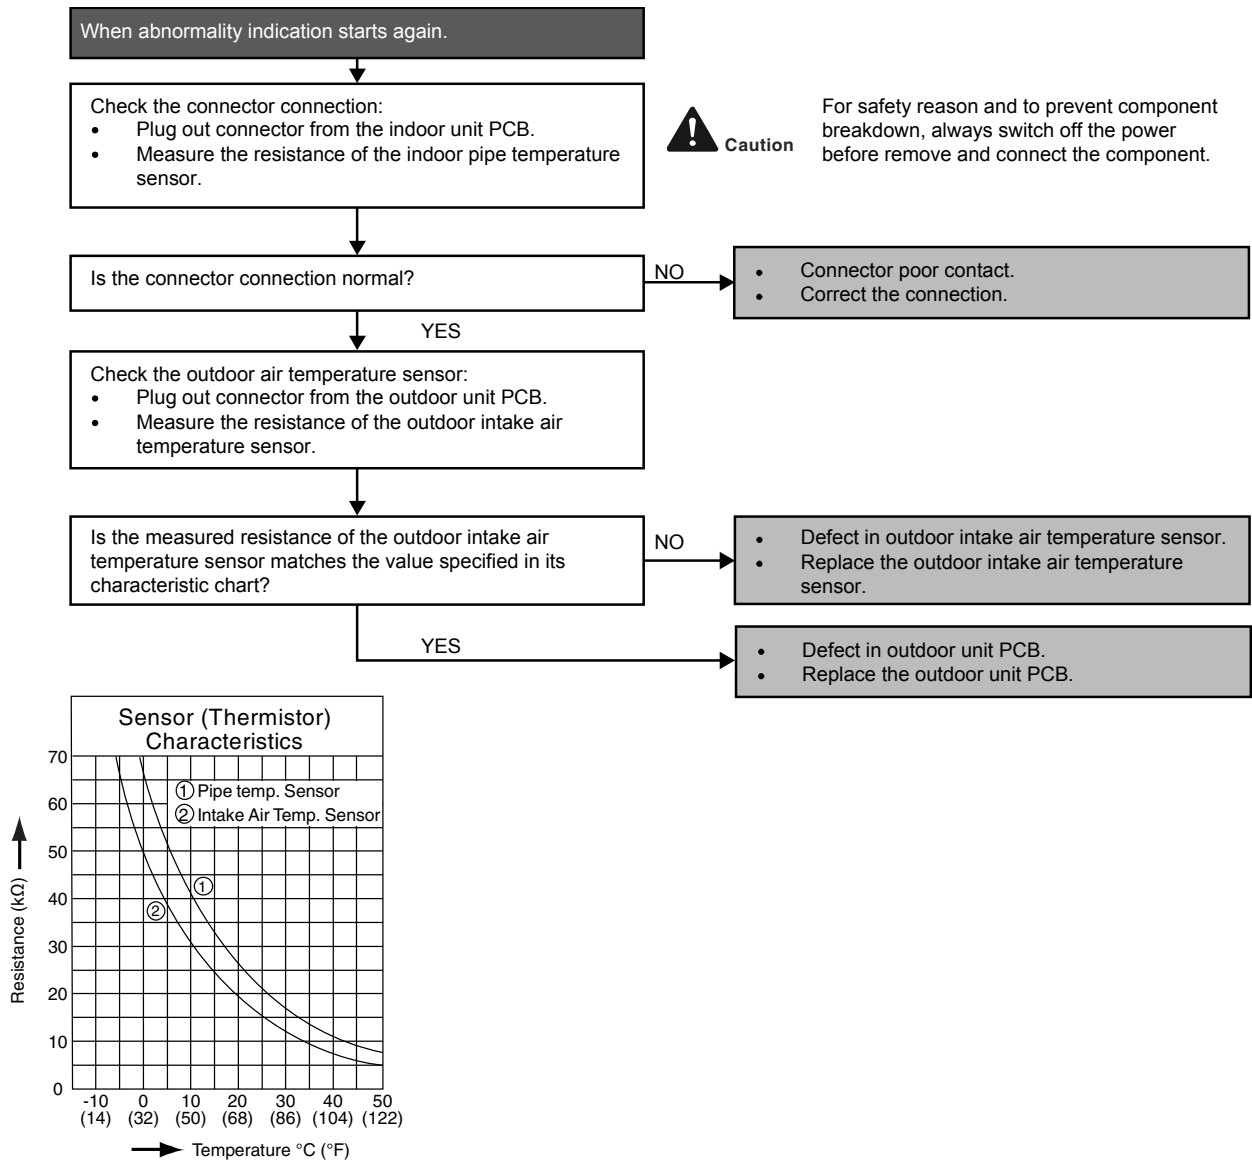 When abnormality indication starts again.
Check the connector connection:
• Plug out connector from the indoor unit PCB.
• Measure the resistance of the indoor pipe temperature
sensor.
Caution
For safety reason and to prevent component
breakdown, always switch off the power
before remove and connect the component.
Is the connector connection normal?
NO
• Connector poor contact.
• Correct the connection.
YES
Check the outdoor air temperature sensor:
• Plug out connector from the outdoor unit PCB.
• Measure the resistance of the outdoor intake air
temperature sensor.
Is the measured resistance of the outdoor intake air
temperature sensor matches the value specified in its
characteristic chart?
NO
• Defect in outdoor intake air temperature sensor.
• Replace the outdoor intake air temperature
sensor.
YES
• Defect in outdoor unit PCB.
• Replace the outdoor unit PCB.
Sensor (Thermistor)
Characteristics
① Pipe temp. Sensor
② Intake Air Temp. Sensor
①
②
Resistance (kΩ)
70
60
50
40
30
20
10
0
-10 0 10 20 30 40 50
(14) (32) (50) (68) (86) (104) (122)
Temperature °C (°F)